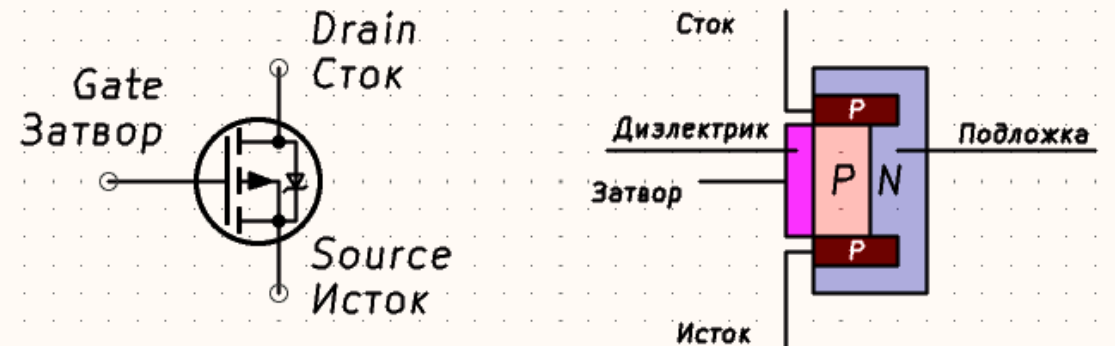 Drain
Сток
Gate
Затвор
Source
Исток
Сток
P
Диэлектрик
Подложка
P N
Затвор
P
Исток